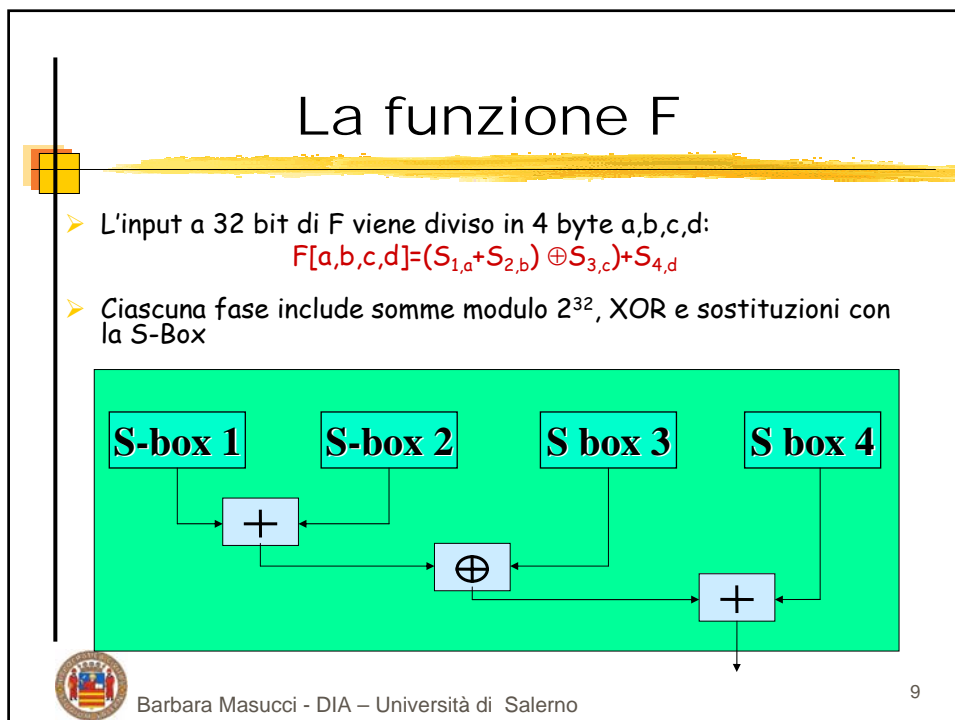 La funzione F
➢ L'input a 32 bit di F viene diviso in 4 byte a,b,c,d:
F[a,b,c,d]=(S₁,ₐ+S₂,b) ⊕S₃,c)+S₄,d
➢ Ciascuna fase include somme modulo 2³², XOR e sostituzioni con
la S-Box
S-box 1 S-box 2 S box 3 S box 4
+
⊕
+
Barbara Masucci - DIA – Università di Salerno
9